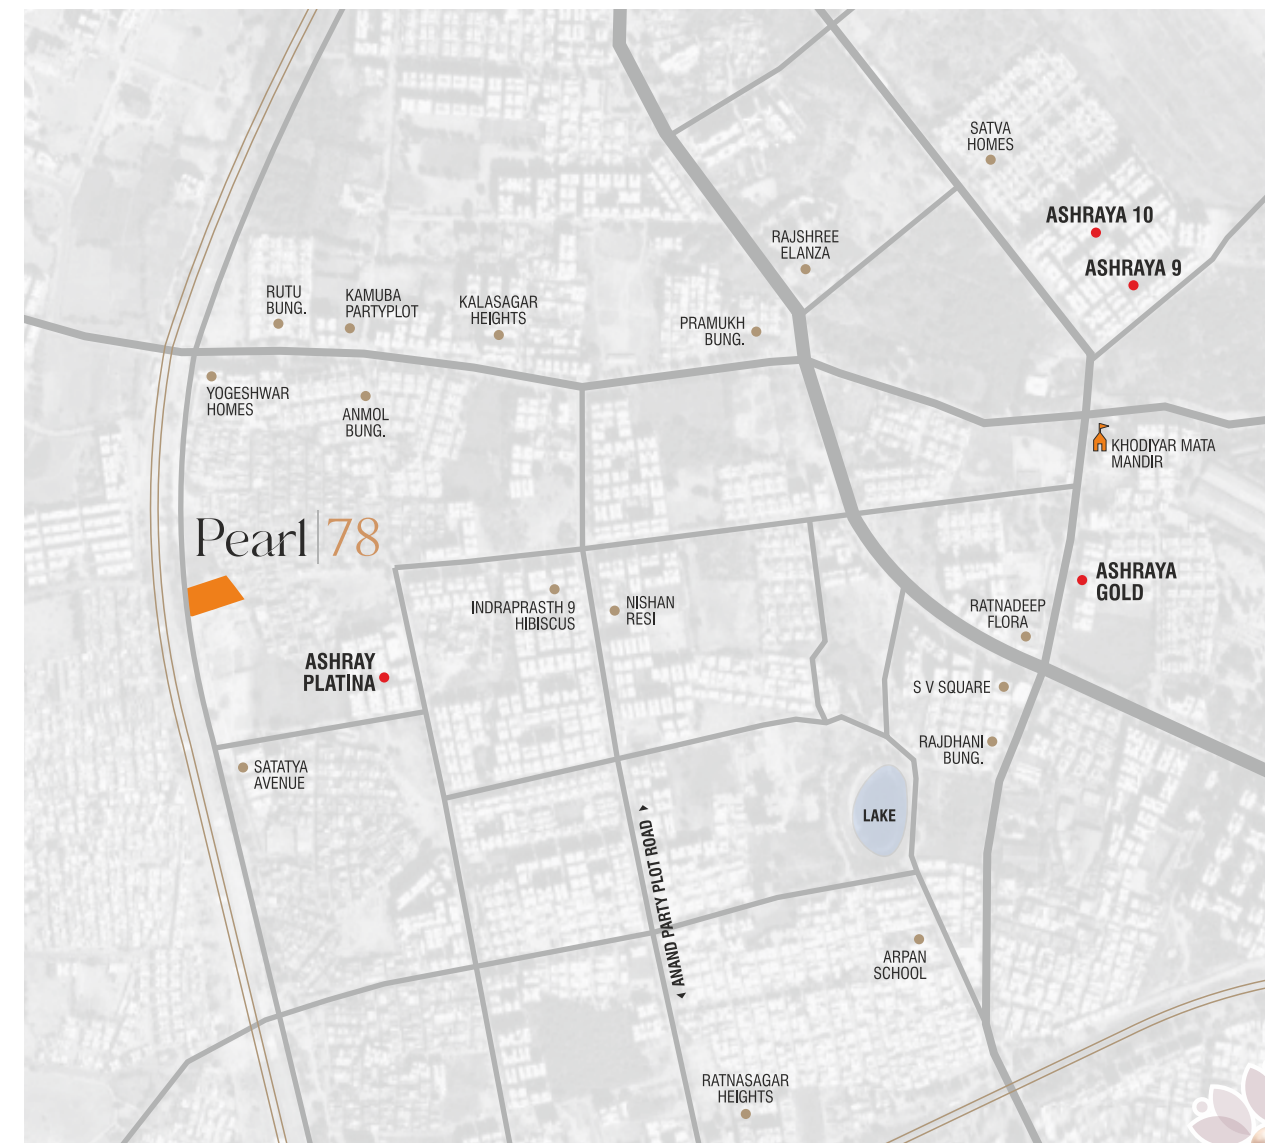 SATVA
HOMES
ASHRAYA 10
RAJSHREE
ELANZA
ASHRAYA 9
RUTU
BUNG.
KAMUBA
PARTYPLOT
KALASAGAR
HEIGHTS
PRAMUKH
BUNG.
YOGESHWAR
HOMES
ANMOL
BUNG.
KHODIYAR MATA
MANDIR
Pearl|78
ASHRAYA
GOLD
INDRAPRASTH 9
HIBISCUS
NISHAN
RESI
RATNADEEP
FLORA
ASHRAY
PLATINA
S V SQUARE
RAJDHANI
BUNG.
SATATYA
AVENUE
LAKE
ANAND PARTY PLOT ROAD
ARPAN
SCHOOL
RATNASAGAR
HEIGHTS